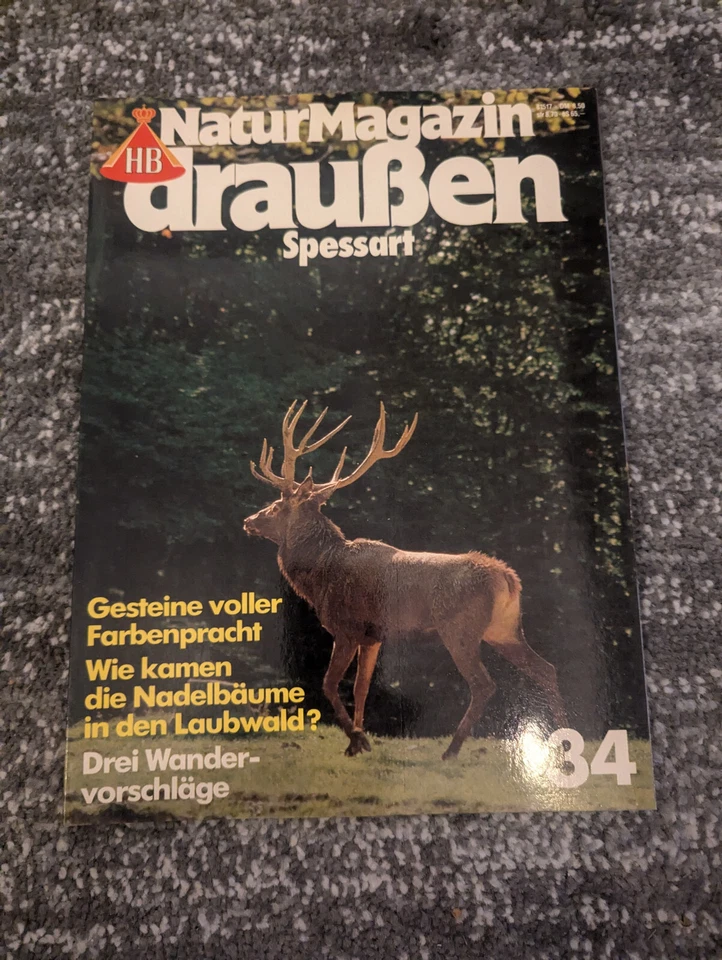 NaturMagazin
HB
draußen
Spessart
Gesteine voller
Farbenpracht
Wie kamen
die Nadelbäume
in den Laubwald?
Drei Wander-
vorschläge
34